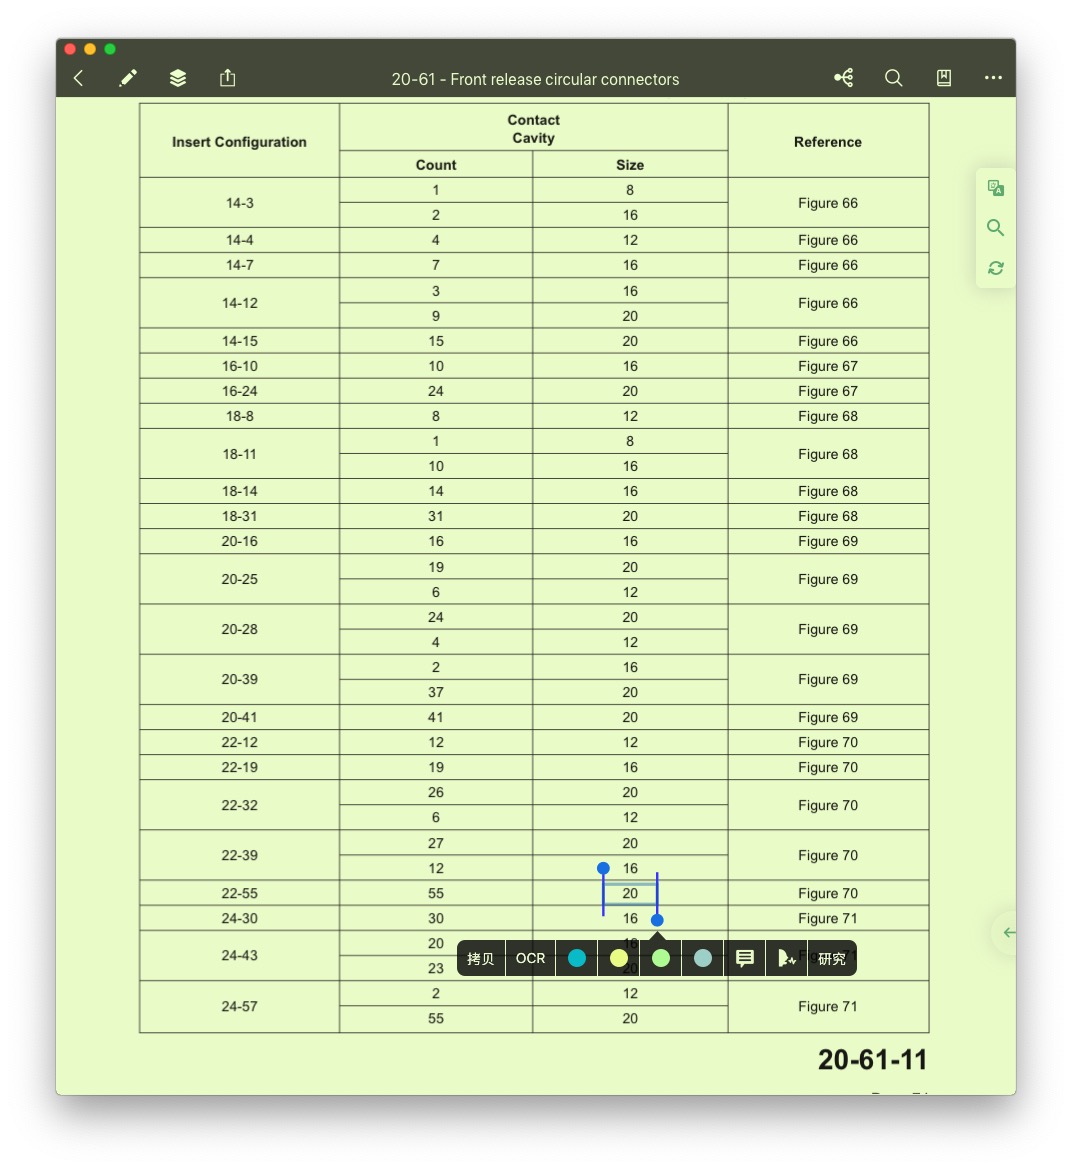 20-61 - Front release circular connectors
Insert Configuration
Contact
Cavity
Reference
Count Size
14-3
1 8
2 16
Figure 66
14-4 4 12 Figure 66
14-7 7 16 Figure 66
14-12
3 16
9 20
Figure 66
14-15 15 20 Figure 66
16-10 10 16 Figure 67
16-24 24 20 Figure 67
18-8 8 12 Figure 68
18-11
1 8
10 16
Figure 68
18-14 14 16 Figure 68
18-31 31 20 Figure 68
20-16 16 16 Figure 69
20-25
19 20
6 12
Figure 69
20-28
24 20
4 12
Figure 69
20-39
2 16
37 20
Figure 69
20-41 41 20 Figure 69
22-12 12 12 Figure 70
22-19 19 16 Figure 70
22-32
26 20
6 12
Figure 70
22-39
27 20
12 16
Figure 70
22-55 55 20 Figure 70
24-30 30 16 Figure 71
24-43
20 16
23 20
拷贝 OCR 研究
24-57
2 12
55 20
Figure 71
20-61-11